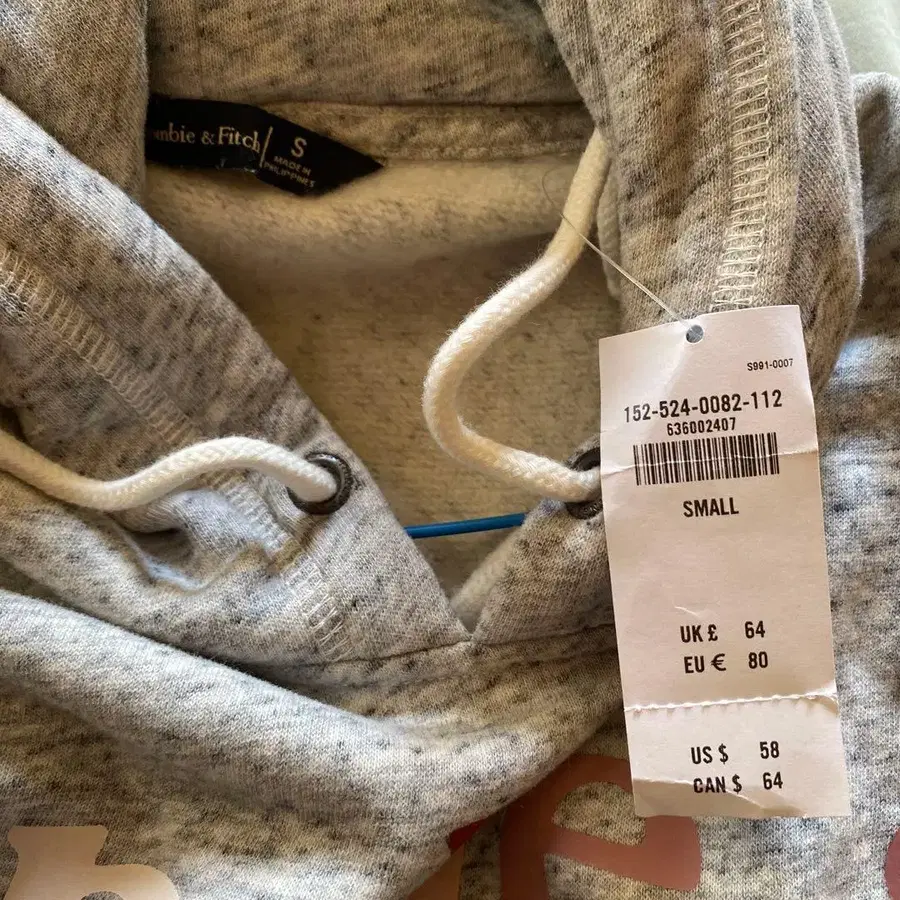 mbie & Fitch
S
MADE IN
PHILIPPINES
S991-0007
152-524-0082-112
636002407
SMALL
UK £ 64
EU € 80
US $ 58
CAN $ 64